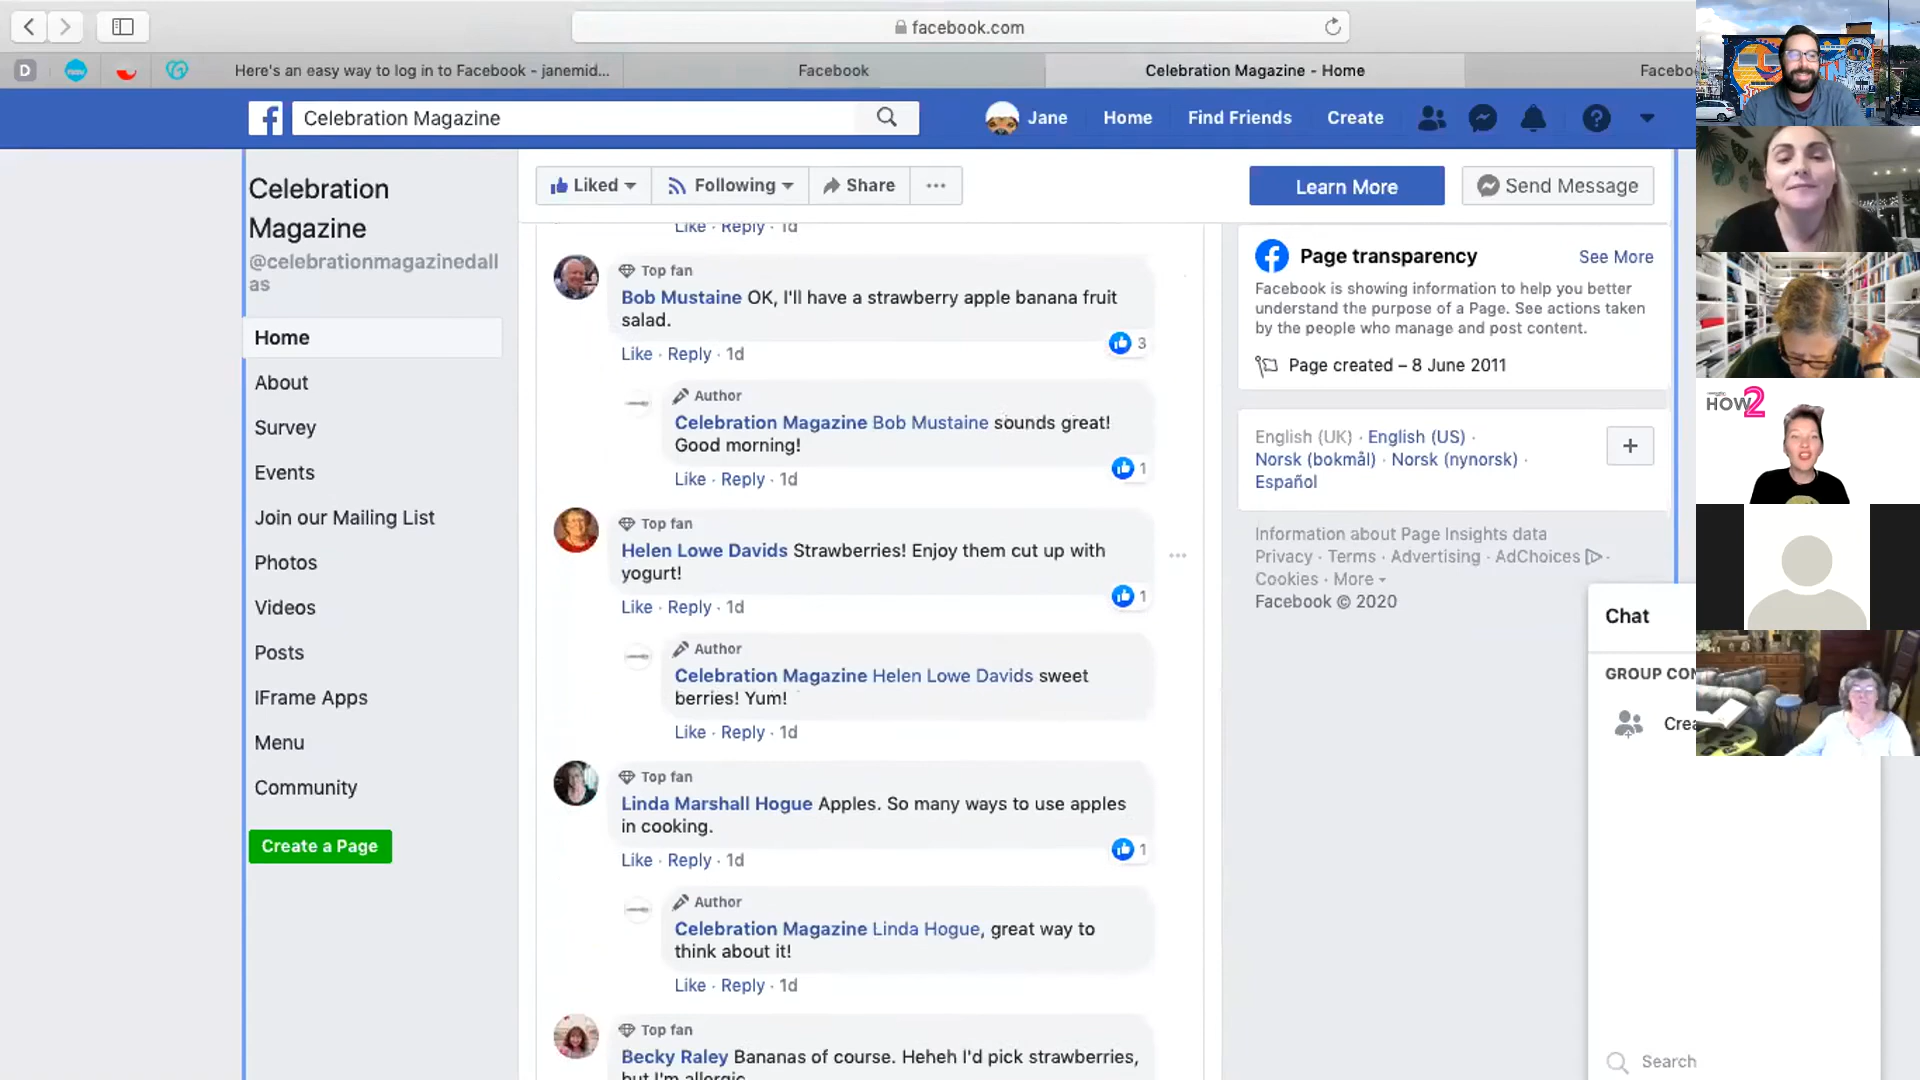 facebook.com
D
Here's an easy way to log in to Facebook - janemid...
Facebook
Celebration Magazine - Home
Celebration Magazine
Jane
Home
Find Friends
Create
Celebration
Magazine
@celebrationmagazinedall
as
Home
About
Survey
Events
Join our Mailing List
Photos
Videos
Posts
IFrame Apps
Menu
Community
Create a Page
Liked
Following
Share
Learn More
Send Message
Like · Reply · 1d
Top fan
Bob Mustaine OK, I'll have a strawberry apple banana fruit
salad.
3
Like · Reply · 1d
Author
Celebration Magazine Bob Mustaine sounds great!
Good morning!
1
Like · Reply · 1d
Top fan
Helen Lowe Davids Strawberries! Enjoy them cut up with
yogurt!
1
Like · Reply · 1d
Author
Celebration Magazine Helen Lowe Davids sweet
berries! Yum!
Like · Reply · 1d
Top fan
Linda Marshall Hogue Apples. So many ways to use apples
in cooking.
1
Like · Reply · 1d
Author
Celebration Magazine Linda Hogue, great way to
think about it!
Like · Reply · 1d
Top fan
Becky Raley Bananas of course. Heheh I'd pick strawberries,
but I'm allergic
Page transparency
See More
Facebook is showing information to help you better
understand the purpose of a Page. See actions taken
by the people who manage and post content.
Page created – 8 June 2011
English (UK) · English (US) ·
Norsk (bokmål) · Norsk (nynorsk) ·
Español
Information about Page Insights data
Privacy · Terms · Advertising · AdChoices ·
Cookies · More
Facebook © 2020
Chat
GROUP CON
Crea
Search
HOW2